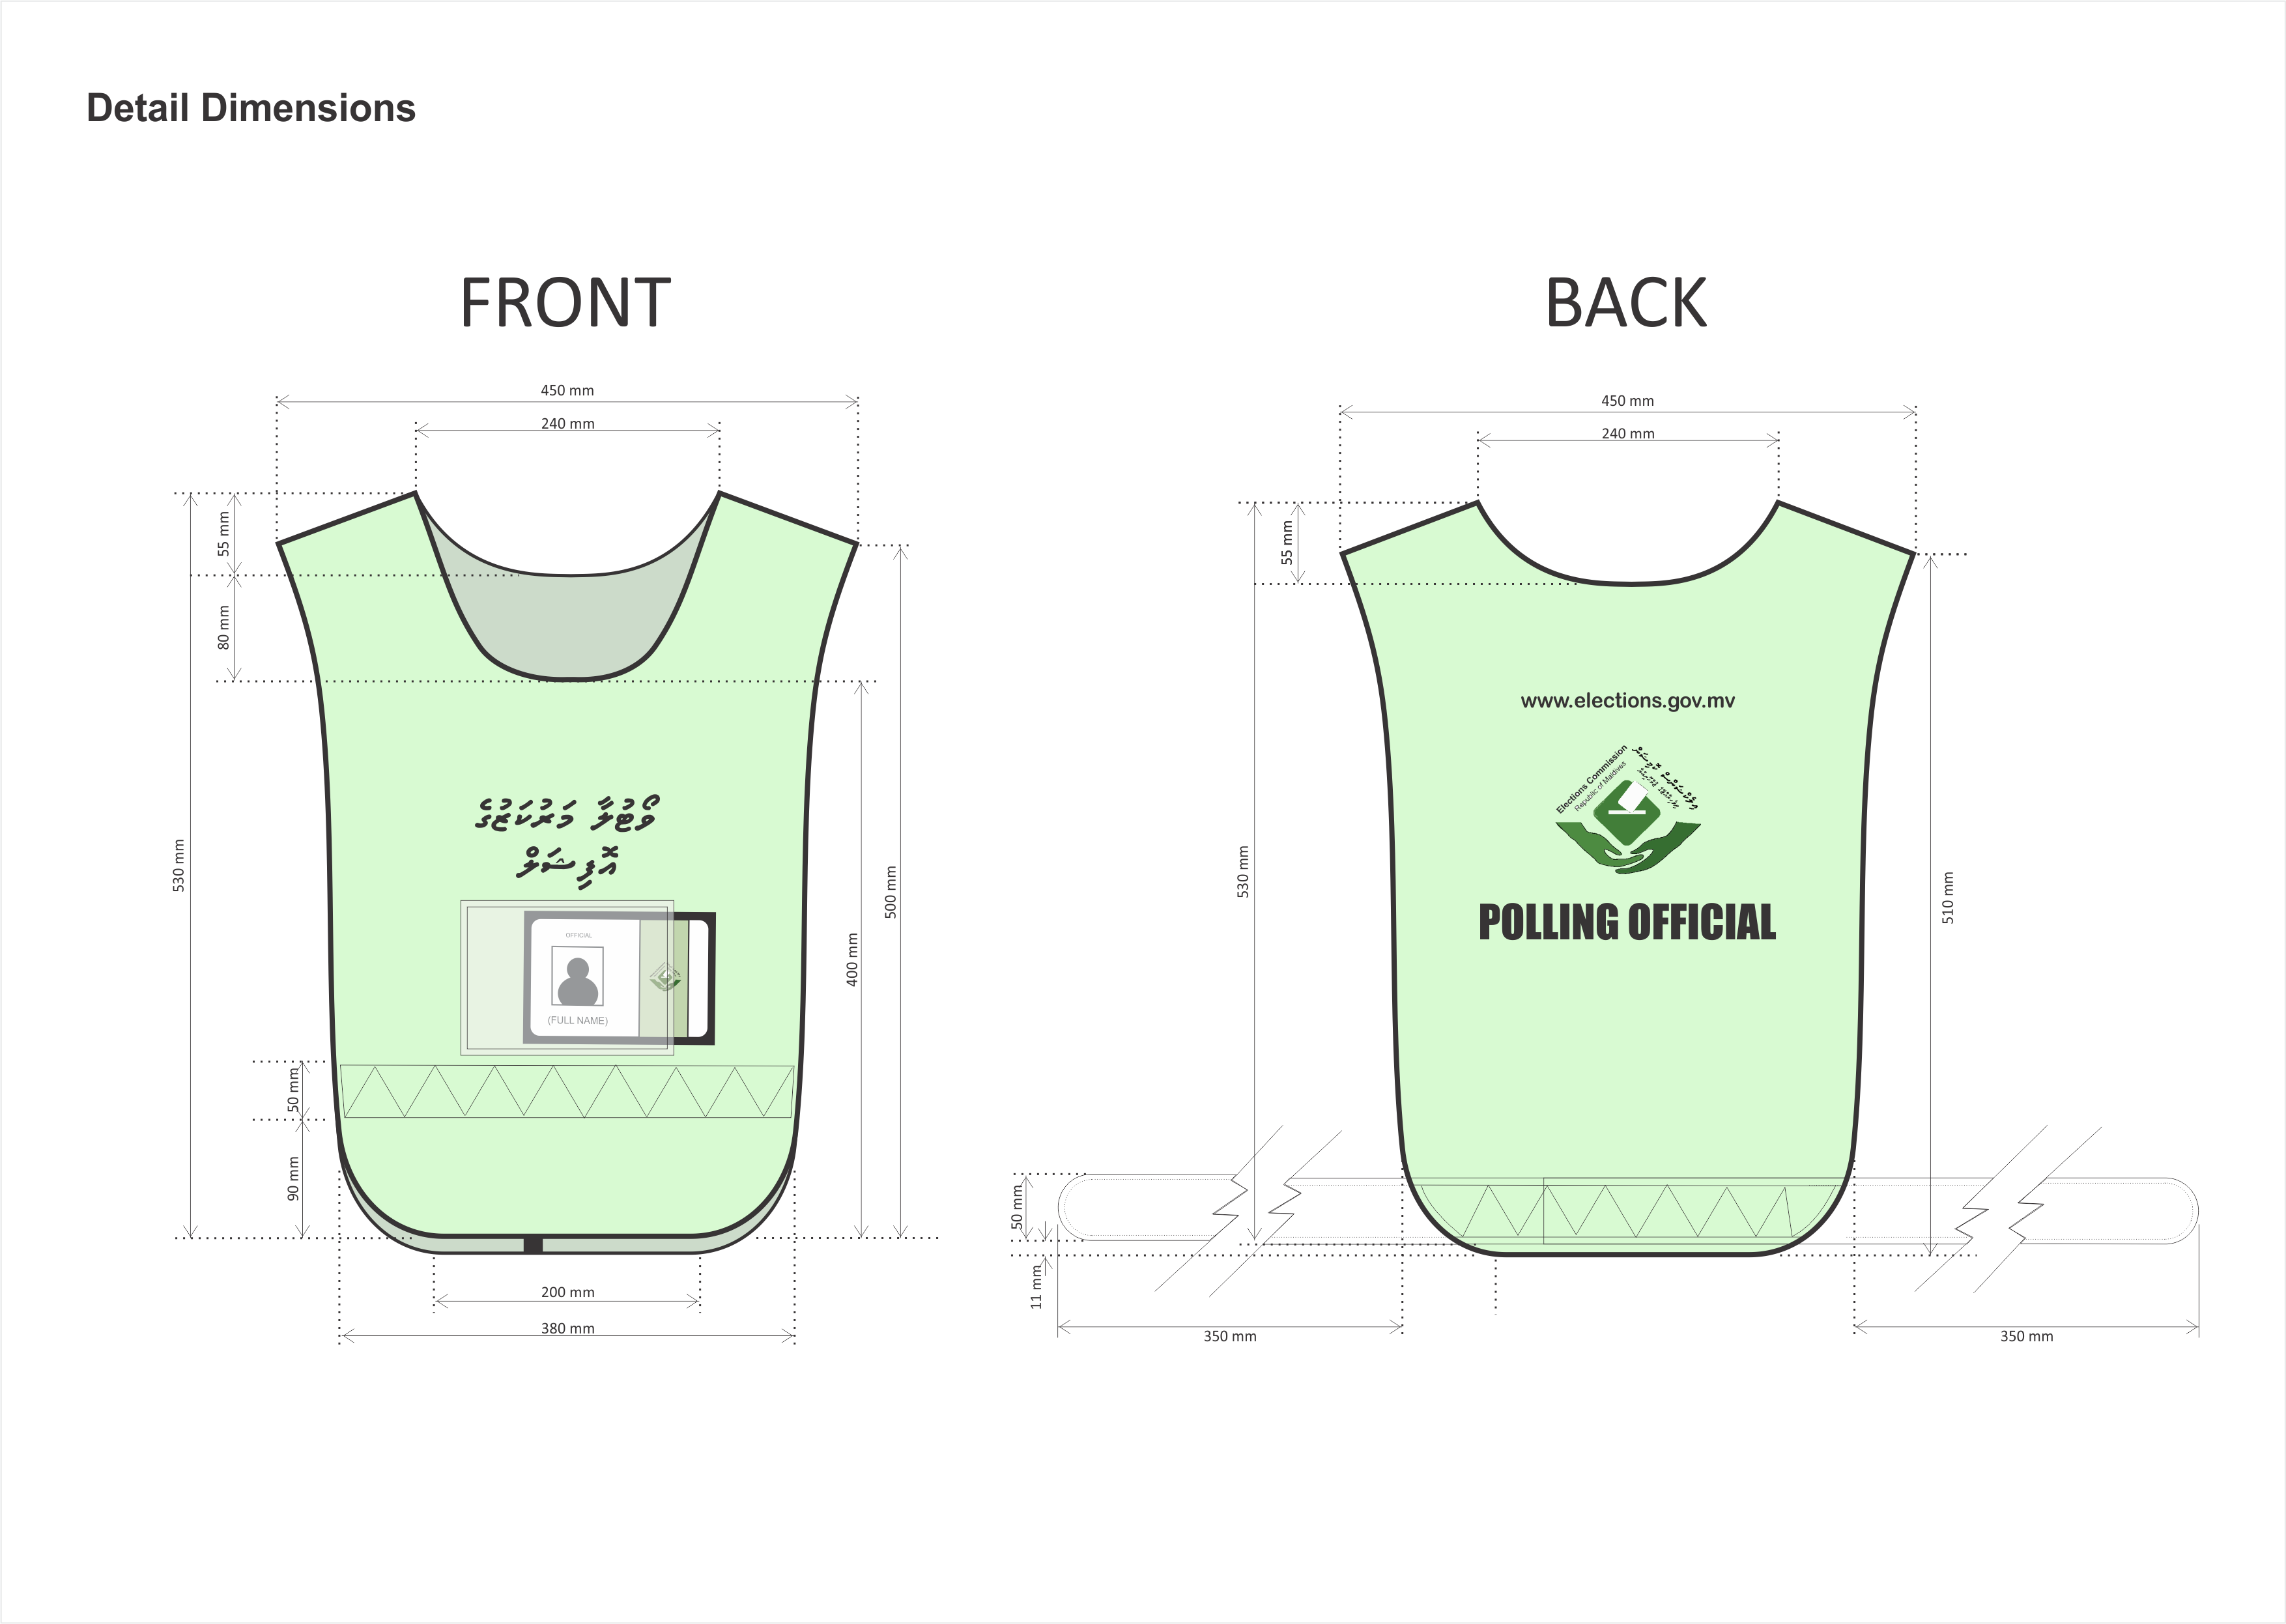 Detail Dimensions
FRONT
450 mm
240 mm
55 mm
80 mm
530 mm
500 mm
400 mm
ވޯޓުލާ މަރުކަޒުގެ
އޮފިޝަލް
OFFICIAL
(FULL NAME)
50 mm
90 mm
200 mm
380 mm
BACK
450 mm
240 mm
55 mm
530 mm
510 mm
www.elections.gov.mv
Elections Commission
Republic of Maldives
POLLING OFFICIAL
50 mm
11 mm
350 mm
350 mm